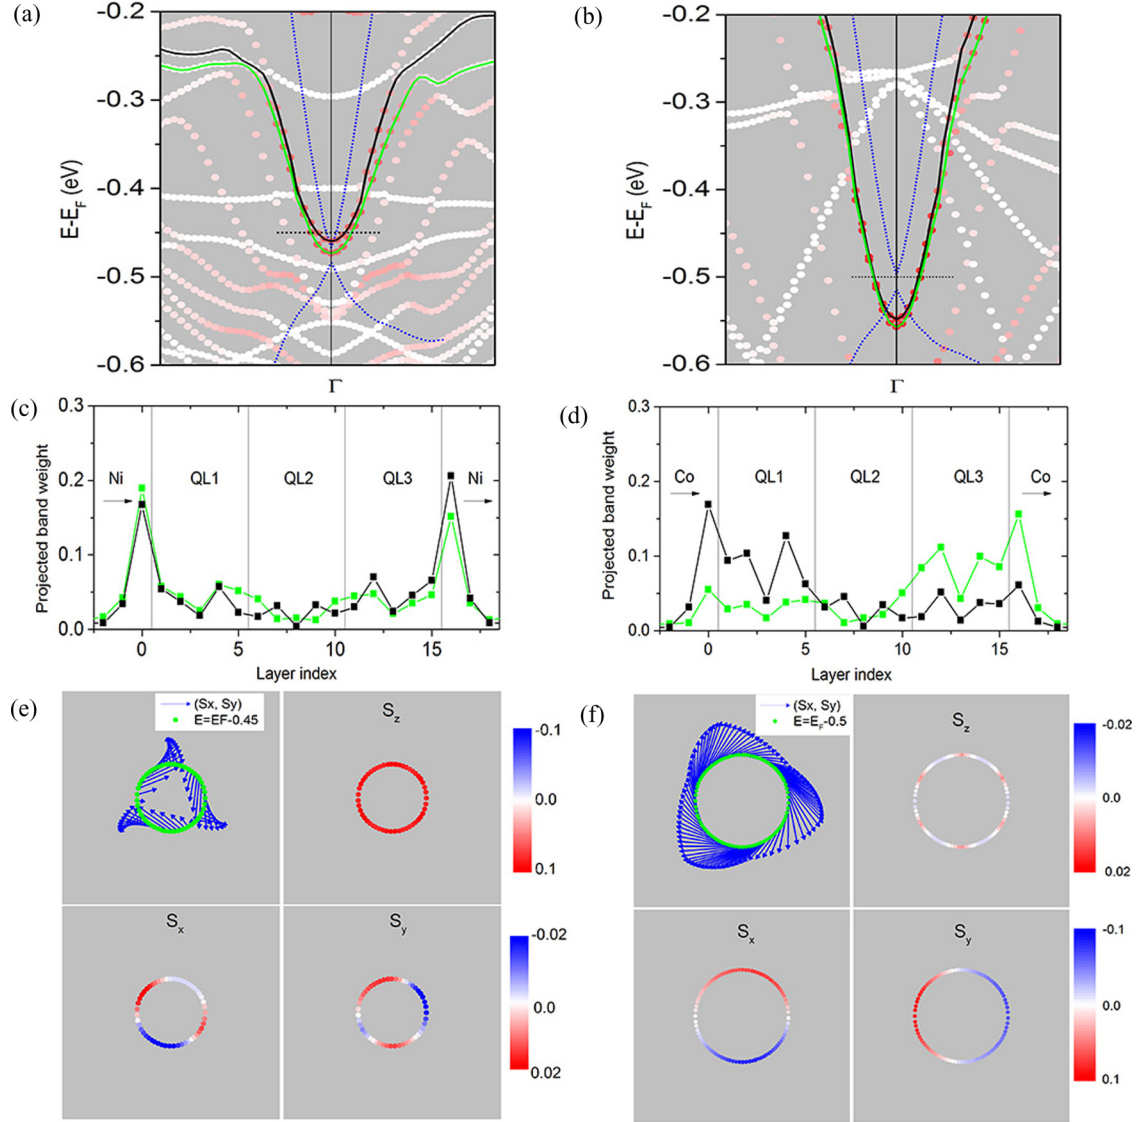 (a)
-0.2
-0.3
-0.4
-0.5
-0.6
E-E_F (eV)
Γ
(b)
-0.2
-0.3
-0.4
-0.5
-0.6
E-E_F (eV)
Γ
(c)
0.3
0.2
0.1
0.0
Projected band weight
Ni
QL1
QL2
QL3
Ni
0
5
10
15
Layer index
(d)
0.3
0.2
0.1
0.0
Projected band weight
Co
QL1
QL2
QL3
Co
0
5
10
15
Layer index
(e)
(Sx, Sy)
E=EF-0.45
S_z
-0.1
0.0
0.1
S_x
S_y
-0.02
0.0
0.02
(f)
(Sx, Sy)
E=E_F-0.5
S_z
-0.02
0.0
0.02
S_x
S_y
-0.1
0.0
0.1